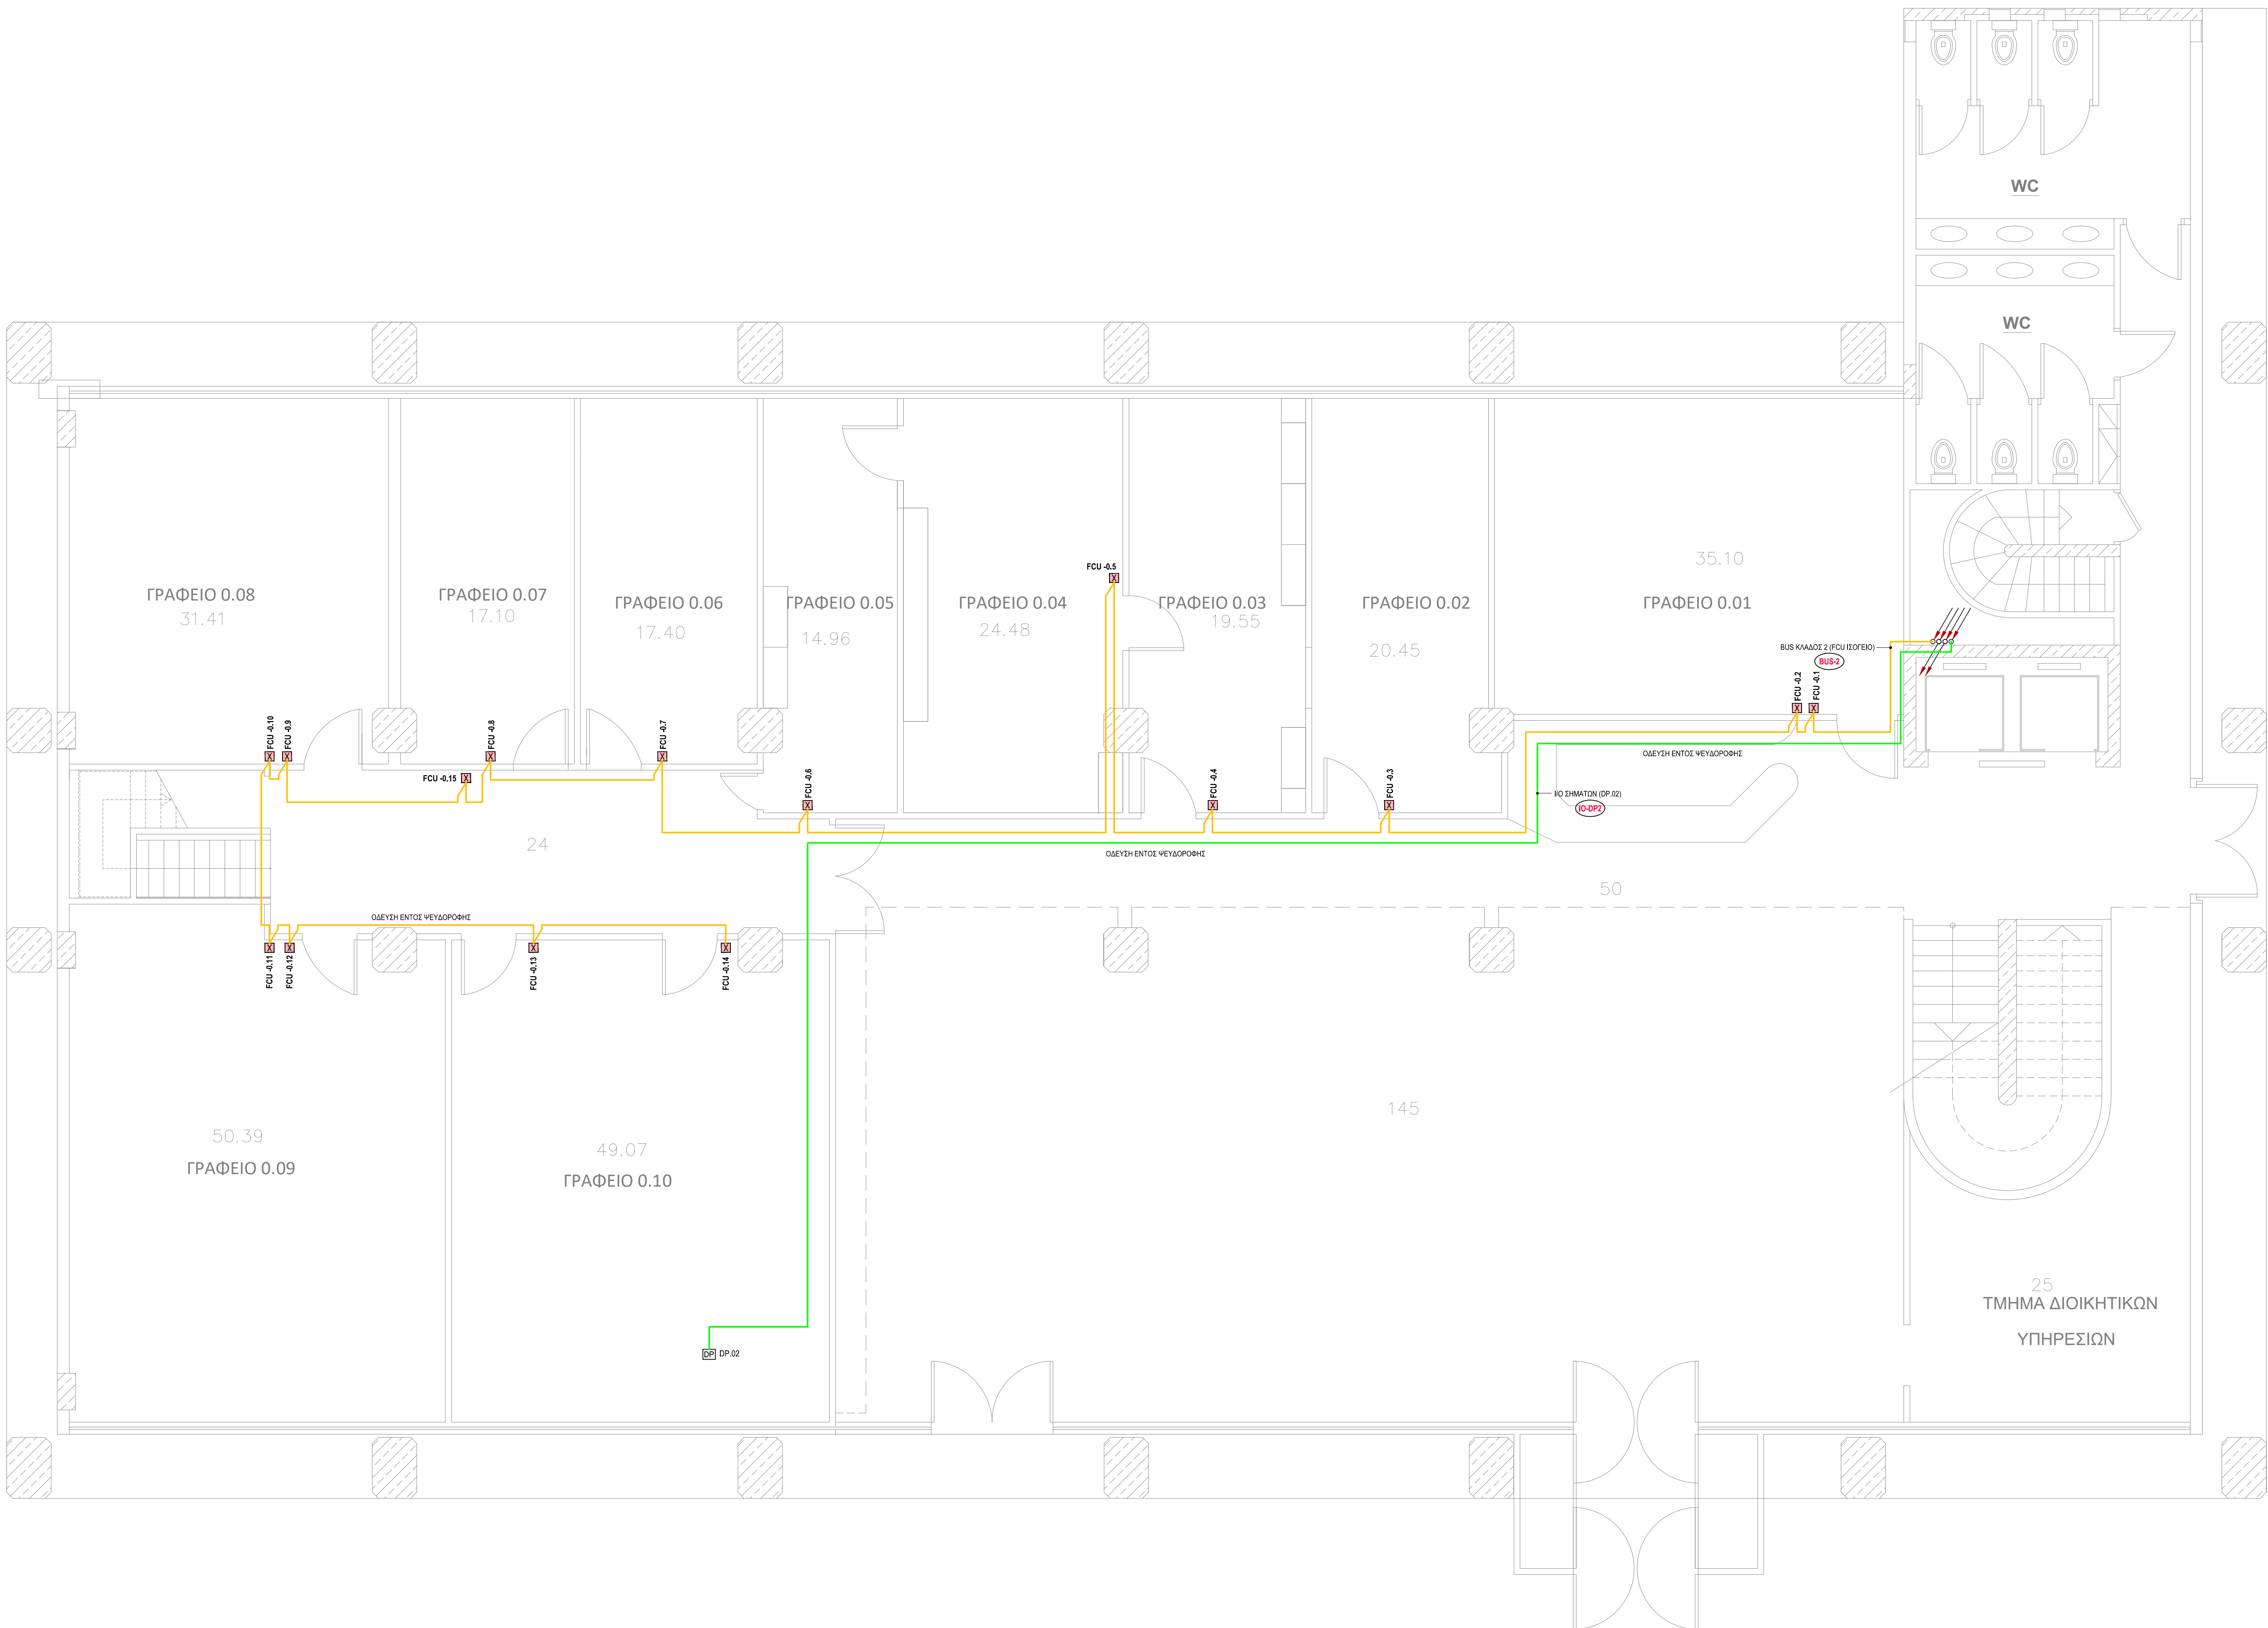 WC
WC
35.10
ΓΡΑΦΕΙΟ 0.08
31.41
ΓΡΑΦΕΙΟ 0.07
17.10
ΓΡΑΦΕΙΟ 0.06
17.40
ΓΡΑΦΕΙΟ 0.05
14.96
ΓΡΑΦΕΙΟ 0.04
24.48
FCU -0.5
ΓΡΑΦΕΙΟ 0.03
19.55
ΓΡΑΦΕΙΟ 0.02
20.45
ΓΡΑΦΕΙΟ 0.01
BUS ΚΛΑΔΟΣ 2 (FCU ΙΣΟΓΕΙΟ)
BUS-2
FCU -0.2
FCU -0.1
FCU -0.10
FCU -0.9
FCU -0.8
FCU -0.7
FCU -0.15
FCU -0.6
FCU -0.4
FCU -0.3
ΟΔΕΥΣΗ ΕΝΤΟΣ ΨΕΥΔΟΡΟΦΗΣ
I/O ΣΗΜΑΤΩΝ (DP.02)
IO-DP2
24
ΟΔΕΥΣΗ ΕΝΤΟΣ ΨΕΥΔΟΡΟΦΗΣ
50
ΟΔΕΥΣΗ ΕΝΤΟΣ ΨΕΥΔΟΡΟΦΗΣ
FCU -0.11
FCU -0.12
FCU -0.13
FCU -0.14
145
50.39
ΓΡΑΦΕΙΟ 0.09
49.07
ΓΡΑΦΕΙΟ 0.10
25
ΤΜΗΜΑ ΔΙΟΙΚΗΤΙΚΩΝ
ΥΠΗΡΕΣΙΩΝ
DP DP.02